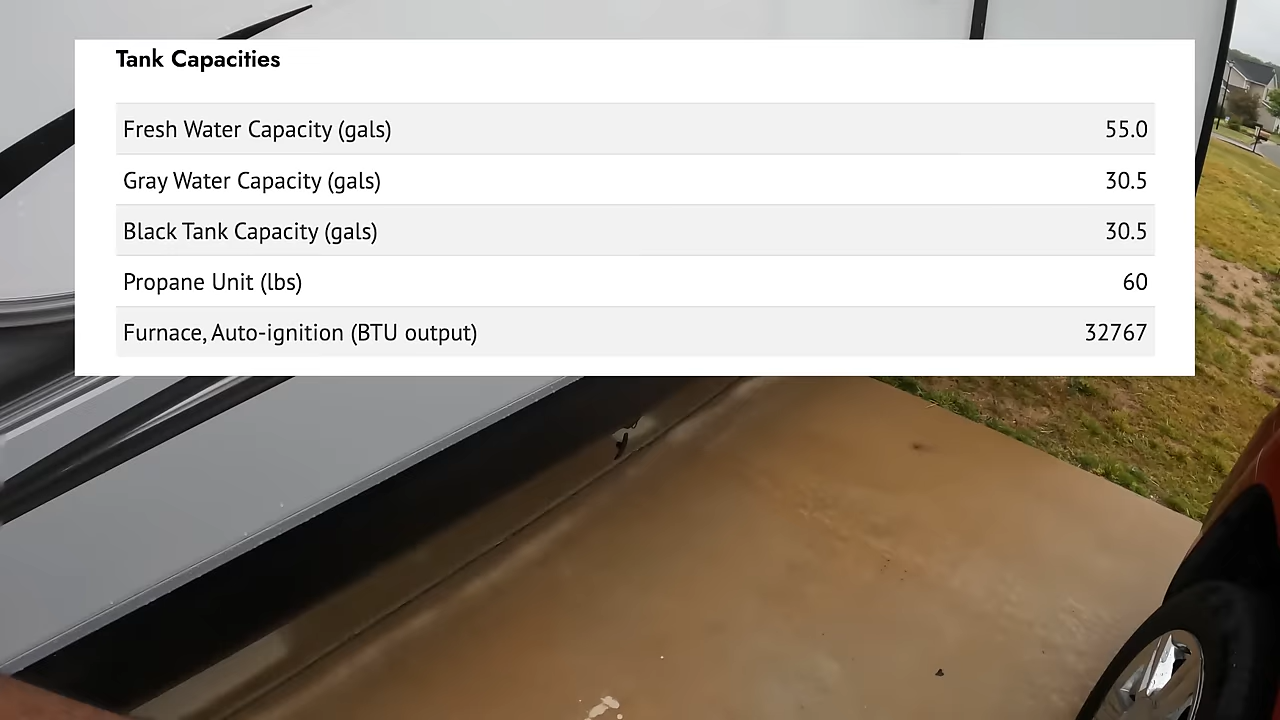 Tank Capacities
Fresh Water Capacity (gals) 55.0
Gray Water Capacity (gals) 30.5
Black Tank Capacity (gals) 30.5
Propane Unit (lbs) 60
Furnace, Auto-ignition (BTU output) 32767